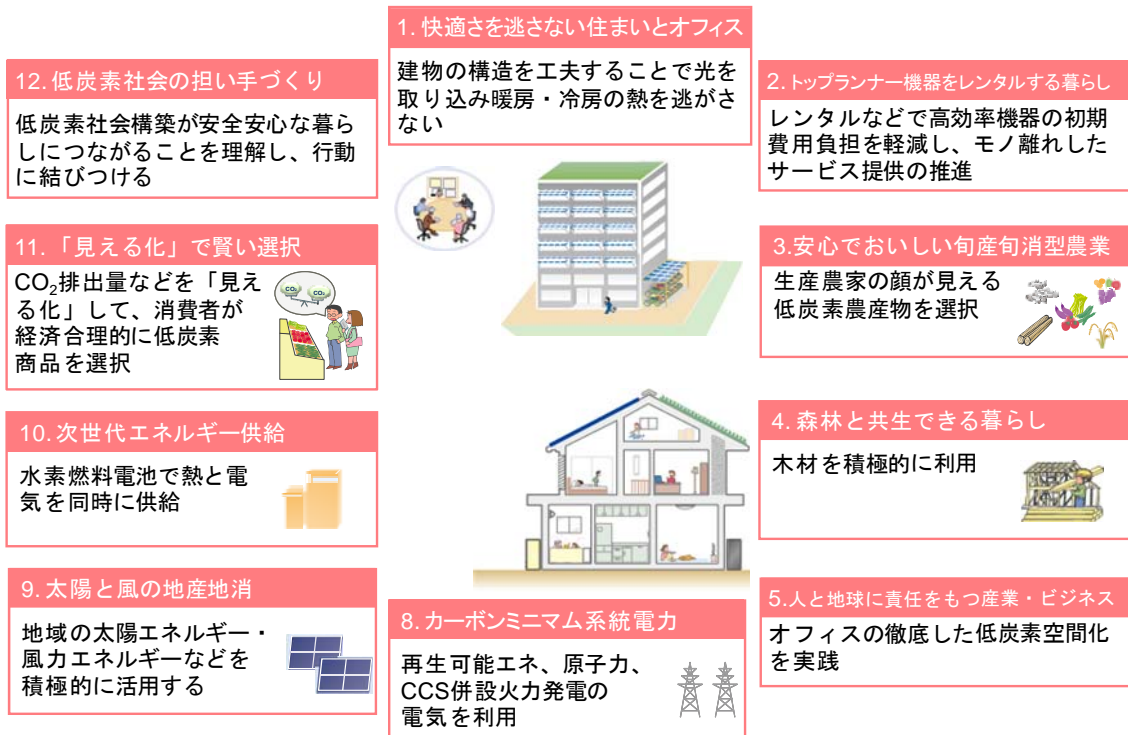 1. 快適さを逃さない住まいとオフィス
建物の構造を工夫することで光を
取り込み暖房・冷房の熱を逃がさ
ない
2. トップランナー機器をレンタルする暮らし
レンタルなどで高効率機器の初期
費用負担を軽減し、モノ離れした
サービス提供の推進
3.安心でおいしい旬産旬消型農業
生産農家の顔が見える
低炭素農産物を選択
4. 森林と共生できる暮らし
木材を積極的に利用
5.人と地球に責任をもつ産業・ビジネス
オフィスの徹底した低炭素空間化
を実践
8. カーボンミニマム系統電力
再生可能エネ、原子力、
CCS併設火力発電の
電気を利用
9. 太陽と風の地産地消
地域の太陽エネルギー・
風力エネルギーなどを
積極的に活用する
10. 次世代エネルギー供給
水素燃料電池で熱と電
気を同時に供給
11. 「見える化」で賢い選択
CO₂排出量などを「見え
る化」して、消費者が
経済合理的に低炭素
商品を選択
CO₂ CO₂
12. 低炭素社会の担い手づくり
低炭素社会構築が安全安心な暮ら
しにつながることを理解し、行動
に結びつける